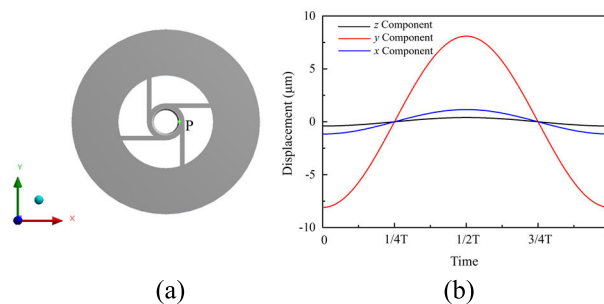 P
Y
X
(a)
z Component
y Component
x Component
Displacement (μm)
10
5
0
-5
-10
0
1/4T
1/2T
3/4T
Time
(b)